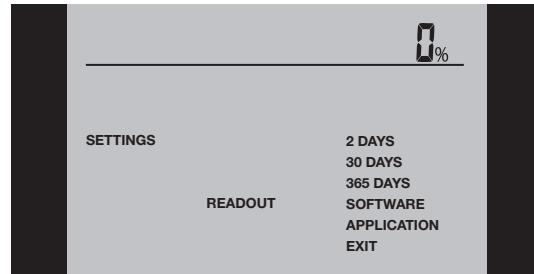 0%
SETTINGS 2 DAYS
30 DAYS
365 DAYS
READOUT SOFTWARE
APPLICATION
EXIT